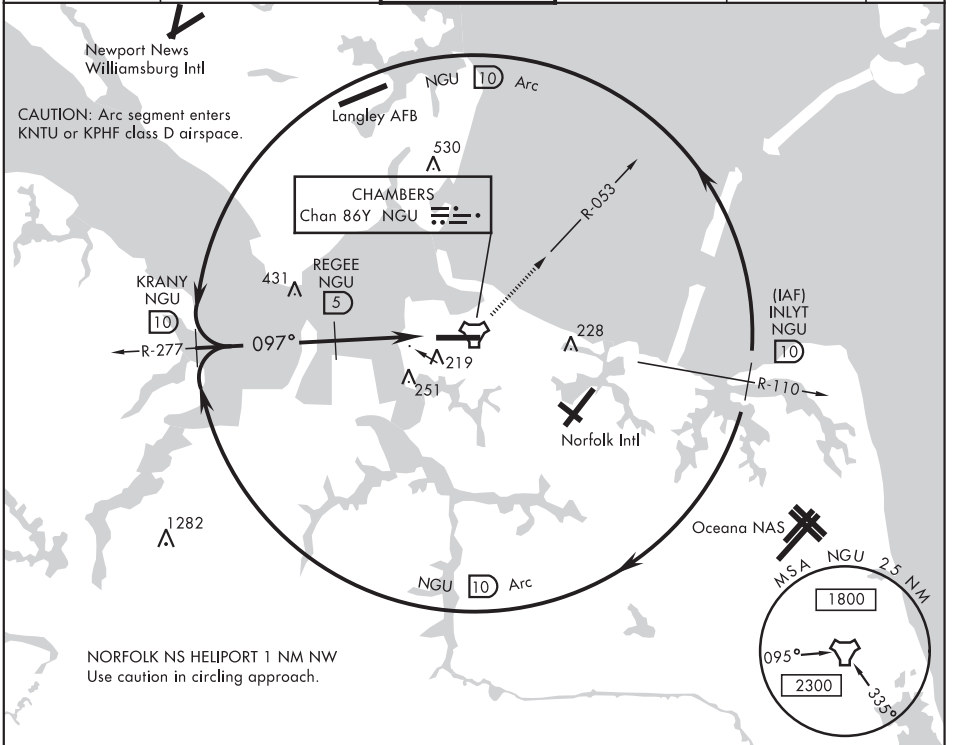 Newport News
Williamsburg Intl
NGU 10 Arc
Langley AFB
CAUTION: Arc segment enters
KNTU or KPHF class D airspace.
530
CHAMBERS
Chan 86Y NGU
R-053
KRANY
NGU
10
431
REGEE
NGU
5
(IAF)
INLYT
NGU
10
R-277
097°
228
219
251
R-110
Norfolk Intl
1282
Oceana NAS
NGU 10 Arc
MSA NGU 25 NM
1800
095°
2300
335°
NORFOLK NS HELIPORT 1 NM NW
Use caution in circling approach.